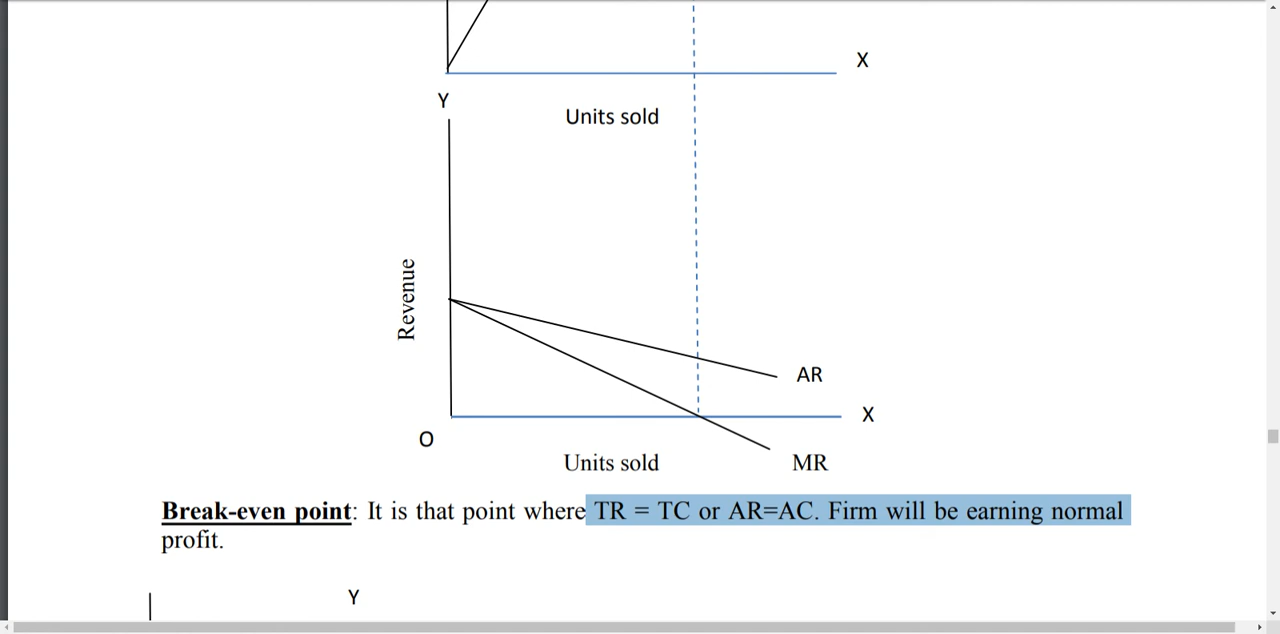 X
Y
Units sold
Revenue
AR
X
O
Units sold
MR
Break-even point: It is that point where TR = TC or AR=AC. Firm will be earning normal
profit.
Y